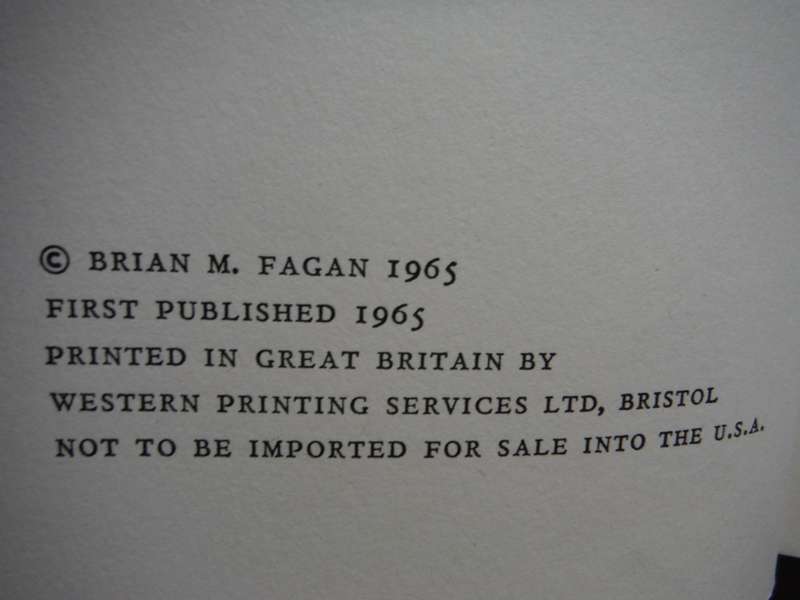 © BRIAN M. FAGAN 1965
FIRST PUBLISHED 1965
PRINTED IN GREAT BRITAIN BY
WESTERN PRINTING SERVICES LTD, BRISTOL
NOT TO BE IMPORTED FOR SALE INTO THE U.S.A.